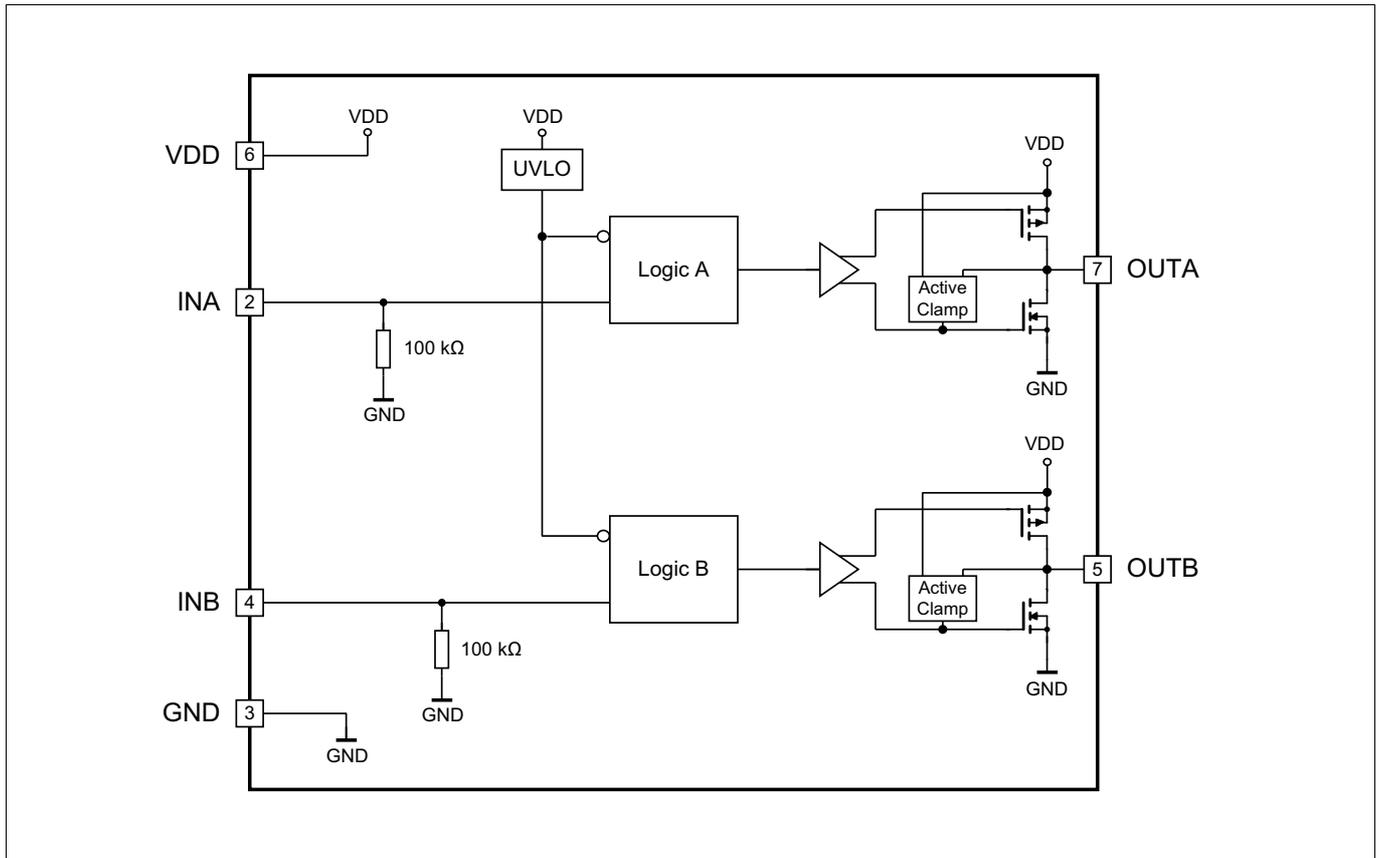 VDD
VDD
VDD
6
VDD
UVLO
Logic A
7
OUTA
INA
2
Active
Clamp
100 kΩ
GND
GND
VDD
Logic B
5
OUTB
INB
4
Active
Clamp
100 kΩ
GND
GND
GND
3
GND